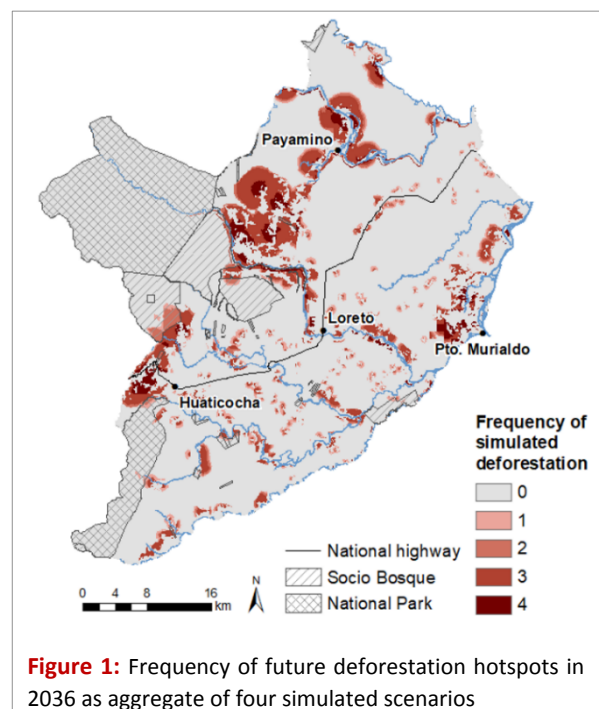 Payamino
Loreto
Pto. Murialdo
Huaticocha
Frequency of
simulated
deforestation
0
1
2
3
4
National highway
Socio Bosque
National Park
0 4 8 16
km
N
Figure 1: Frequency of future deforestation hotspots in
2036 as aggregate of four simulated scenarios